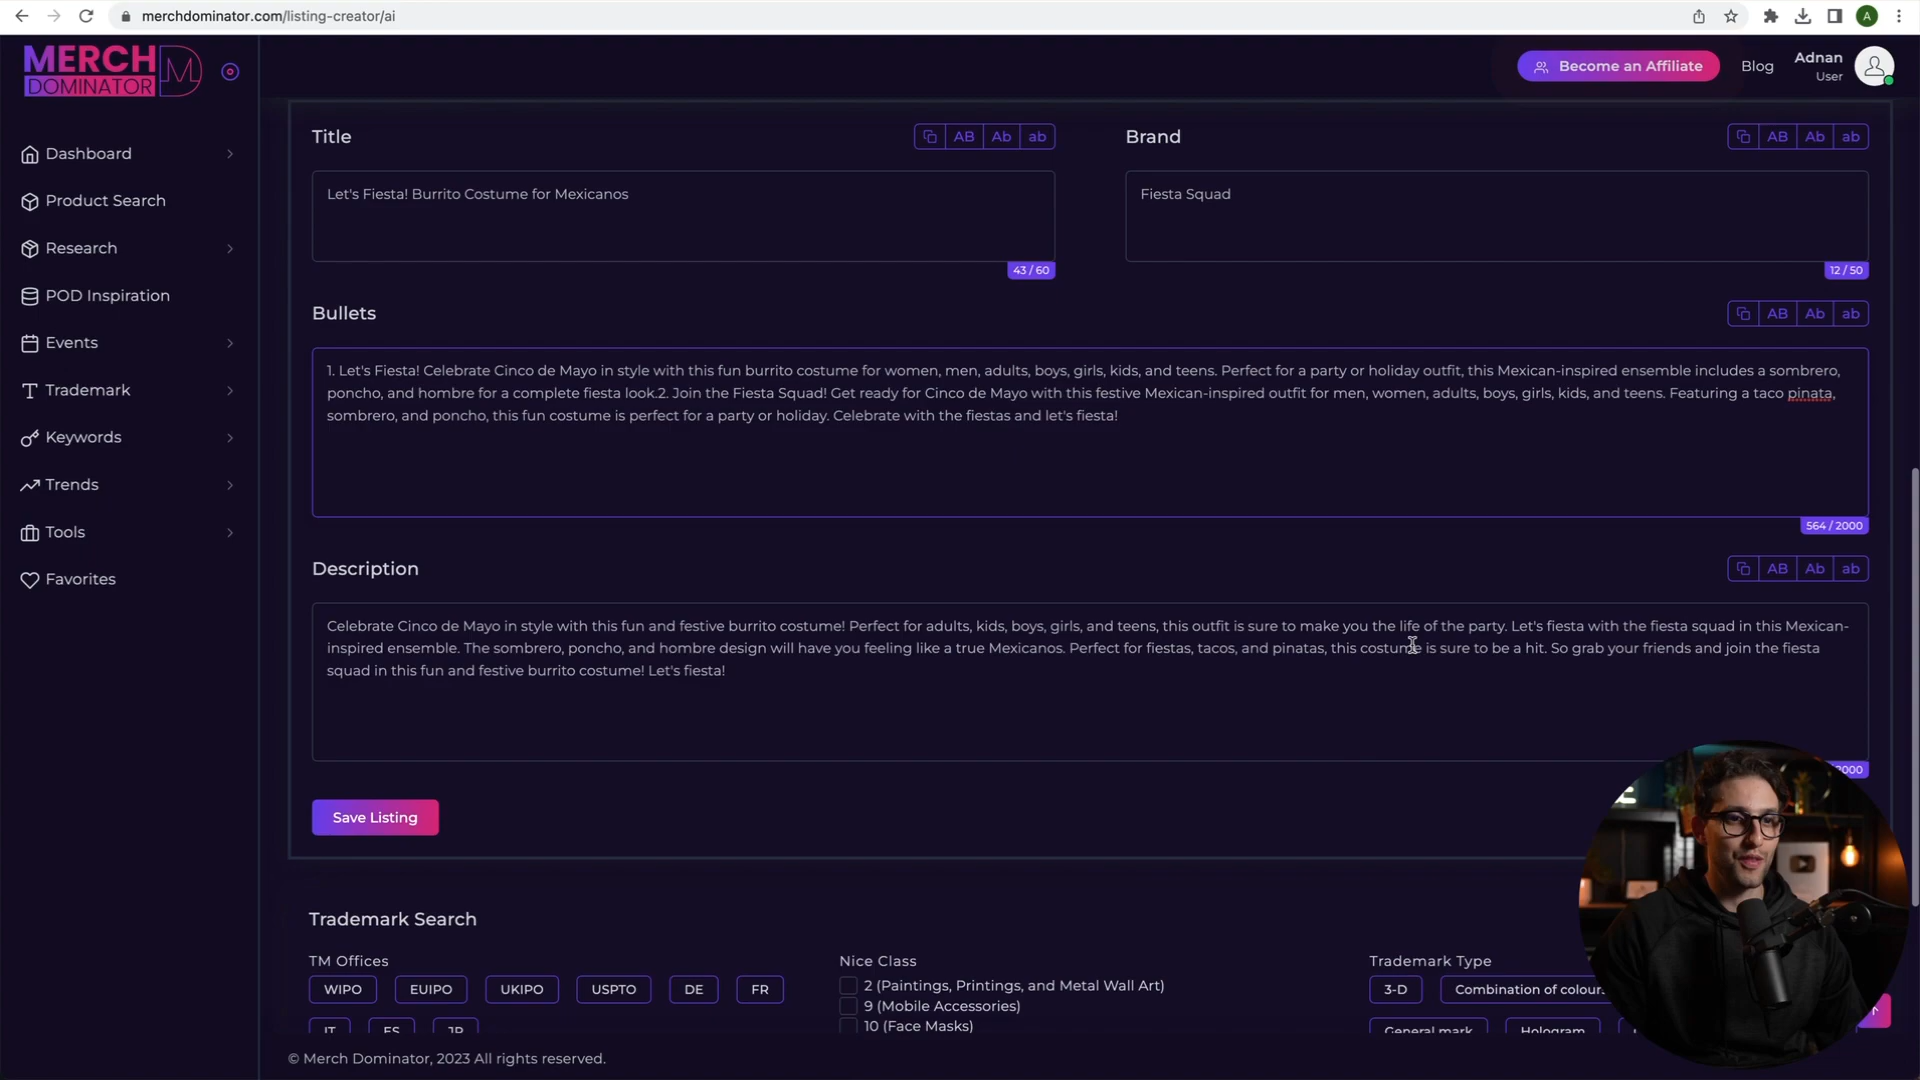 merchdominator.com/listing-creator/ai
A
MERCH
DOMINATOR
Become an Affiliate
Blog
Adnan
User
Dashboard
Product Search
Research
POD Inspiration
Events
Trademark
Keywords
Trends
Tools
Favorites
Title
AB Ab ab
Brand
AB Ab ab
Let's Fiesta! Burrito Costume for Mexicanos
Fiesta Squad
43 / 60
12 / 50
Bullets
AB Ab ab
1. Let's Fiesta! Celebrate Cinco de Mayo in style with this fun burrito costume for women, men, adults, boys, girls, kids, and teens. Perfect for a party or holiday outfit, this Mexican-inspired ensemble includes a sombrero,
poncho, and hombre for a complete fiesta look.2. Join the Fiesta Squad! Get ready for Cinco de Mayo with this festive Mexican-inspired outfit for men, women, adults, boys, girls, kids, and teens. Featuring a taco pinata,
sombrero, and poncho, this fun costume is perfect for a party or holiday. Celebrate with the fiestas and let's fiesta!
564 / 2000
Description
AB Ab ab
Celebrate Cinco de Mayo in style with this fun and festive burrito costume! Perfect for adults, kids, boys, girls, and teens, this outfit is sure to make you the life of the party. Let's fiesta with the fiesta squad in this Mexican-
inspired ensemble. The sombrero, poncho, and hombre design will have you feeling like a true Mexicanos. Perfect for fiestas, tacos, and pinatas, this costume is sure to be a hit. So grab your friends and join the fiesta
squad in this fun and festive burrito costume! Let's fiesta!
2000
Save Listing
Trademark Search
TM Offices
Nice Class
Trademark Type
WIPO EUIPO UKIPO USPTO DE FR
2 (Paintings, Printings, and Metal Wall Art)
3-D
Combination of colours
9 (Mobile Accessories)
IT ES JP
10 (Face Masks)
General mark Hologram
© Merch Dominator, 2023 All rights reserved.